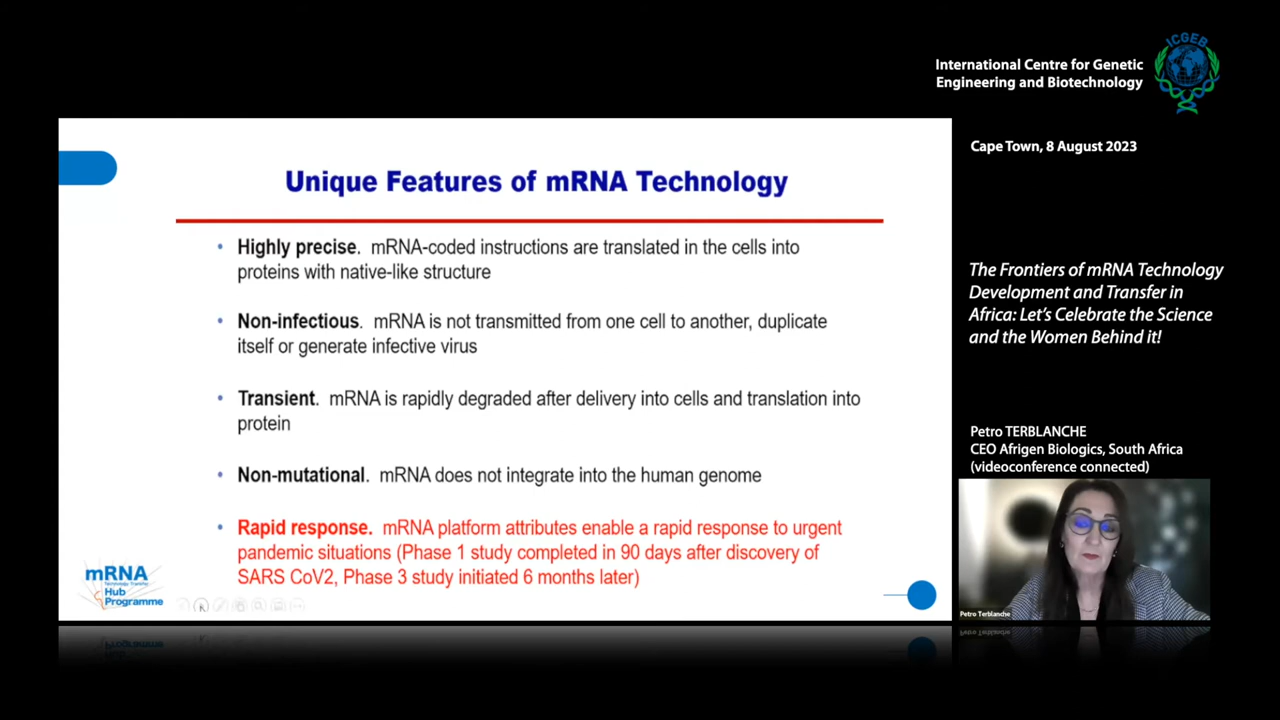 ICGEB
International Centre for Genetic
Engineering and Biotechnology
Cape Town, 8 August 2023
Unique Features of mRNA Technology
• Highly precise. mRNA-coded instructions are translated in the cells into
proteins with native-like structure
• Non-infectious. mRNA is not transmitted from one cell to another, duplicate
itself or generate infective virus
• Transient. mRNA is rapidly degraded after delivery into cells and translation into
protein
• Non-mutational. mRNA does not integrate into the human genome
• Rapid response. mRNA platform attributes enable a rapid response to urgent
pandemic situations (Phase 1 study completed in 90 days after discovery of
SARS CoV2, Phase 3 study initiated 6 months later)
mRNA
Technology Transfer
Hub
Programme
The Frontiers of mRNA Technology
Development and Transfer in
Africa: Let's Celebrate the Science
and the Women Behind it!
Petro TERBLANCHE
CEO Afrigen Biologics, South Africa
(videoconference connected)
Petro Terblanche